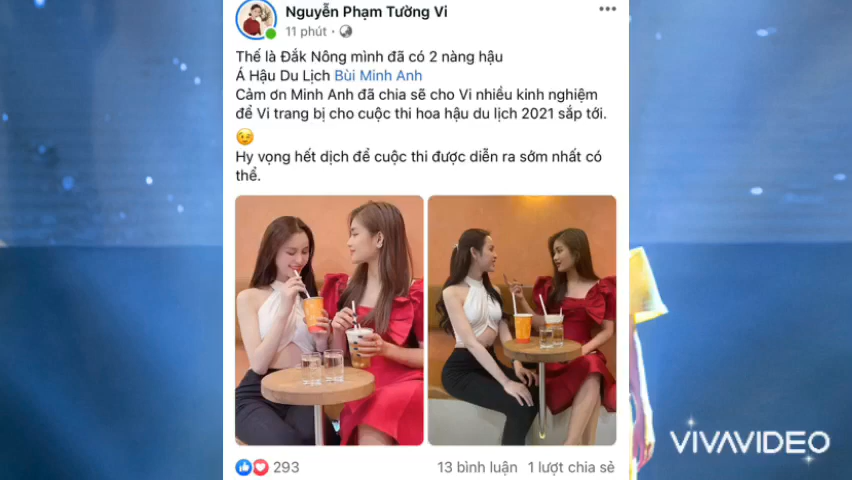 Nguyễn Phạm Tường Vi
11 phút ·
Thế là Đắk Nông mình đã có 2 nàng hậu
Á Hậu Du Lịch Bùi Minh Anh
Cảm ơn Minh Anh đã chia sẽ cho Vi nhiều kinh nghiệm
để Vi trang bị cho cuộc thi hoa hậu du lịch 2021 sắp tới.
Hy vọng hết dịch để cuộc thi được diễn ra sớm nhất có
thể.
293
13 bình luận 1 lượt chia sẻ
VIVAVIDEO